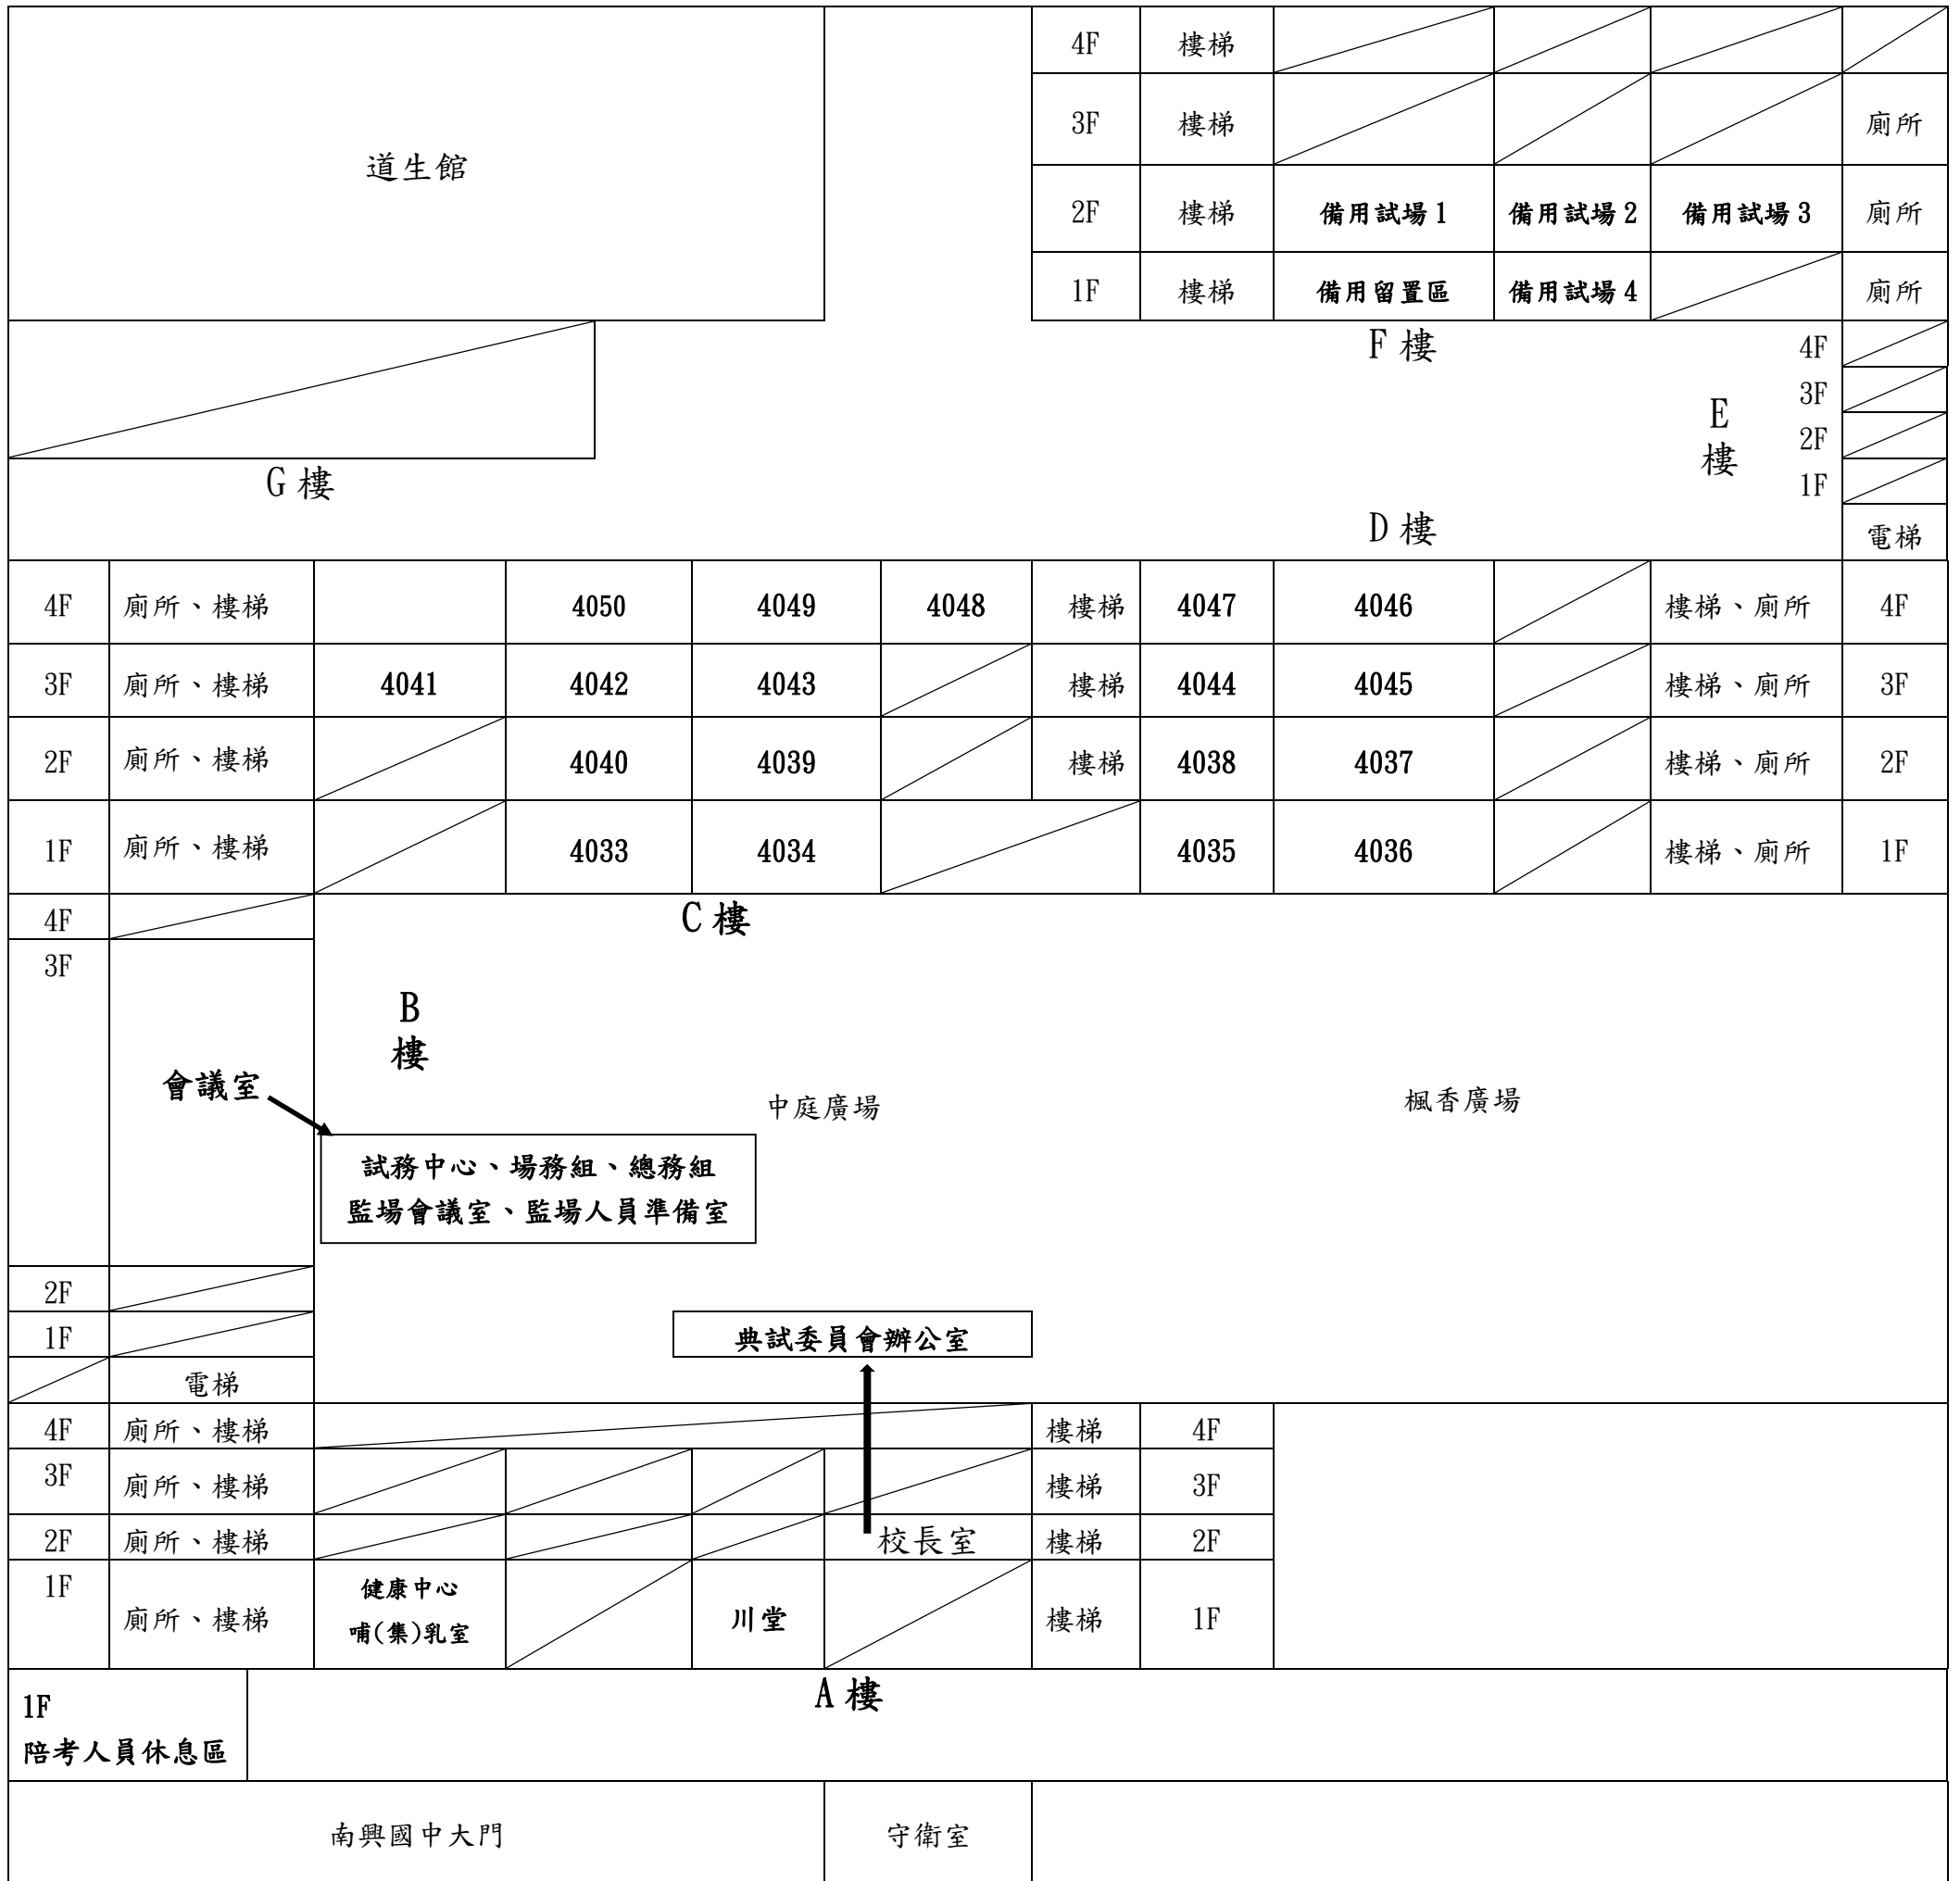 4F 樓梯
3F 樓梯 廁所
道生館
2F 樓梯 備用試場1 備用試場2 備用試場3 廁所
1F 樓梯 備用留置區 備用試場4 廁所
F樓
4F
3F
E
樓
2F
1F
G樓
D樓
電梯
4F 廁所、樓梯 4050 4049 4048 樓梯 4047 4046 樓梯、廁所 4F
3F 廁所、樓梯 4041 4042 4043 樓梯 4044 4045 樓梯、廁所 3F
2F 廁所、樓梯 4040 4039 樓梯 4038 4037 樓梯、廁所 2F
1F 廁所、樓梯 4033 4034 4035 4036 樓梯、廁所 1F
4F
C樓
3F
B
樓
會議室
中庭廣場
楓香廣場
試務中心、場務組、總務組
監場會議室、監場人員準備室
2F
1F
典試委員會辦公室
電梯
4F 廁所、樓梯 樓梯 4F
3F 廁所、樓梯 樓梯 3F
2F 廁所、樓梯 校長室 樓梯 2F
1F 廁所、樓梯
健康中心
哺(集)乳室
川堂 樓梯 1F
A樓
1F
陪考人員休息區
南興國中大門 守衛室